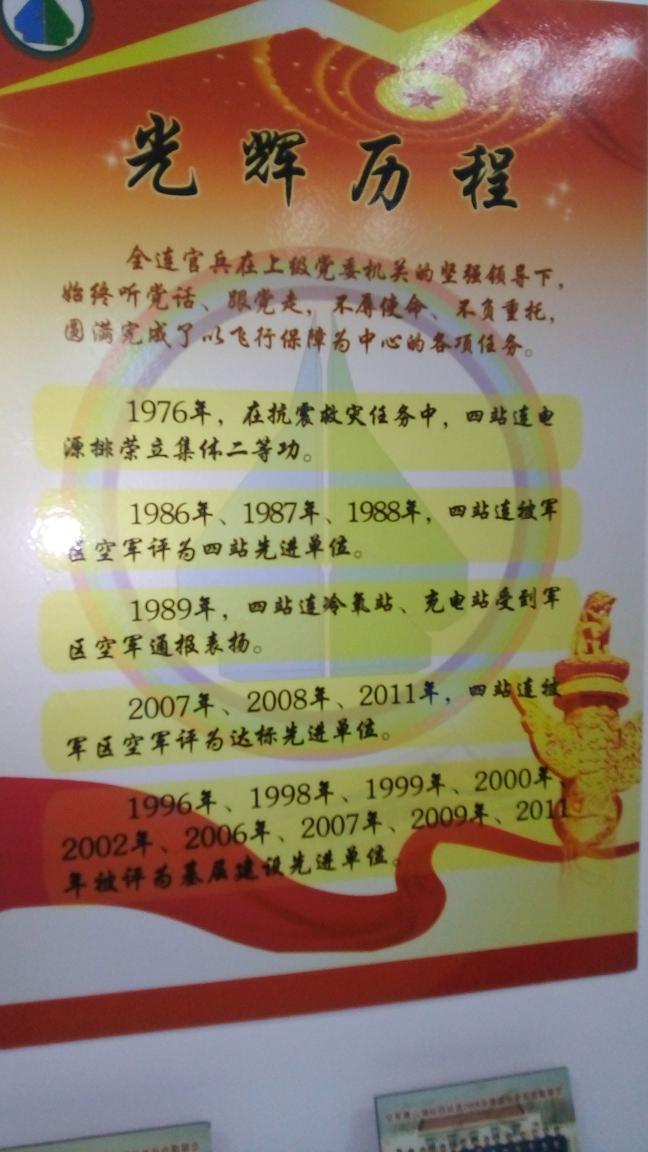 光辉历程
全连官兵在上级党委机关的坚强领导下，
始终听党话、跟党走，不辱使命、不负重托，
圆满完成了以飞行保障为中心的各项任务。
1976年，在抗震救灾任务中，四站连电
源排荣立集体二等功。
1986年、1987年、1988年，四站连被军
区空军评为四站先进单位。
1989年，四站连冷氧站、充电站受到军
区空军通报表扬。
2007年、2008年、2011年，四站连被
军区空军评为达标先进单位。
1996年、1998年、1999年、2000年、
2002年、2006年、2007年、2009年、2011
年被评为基层建设先进单位。